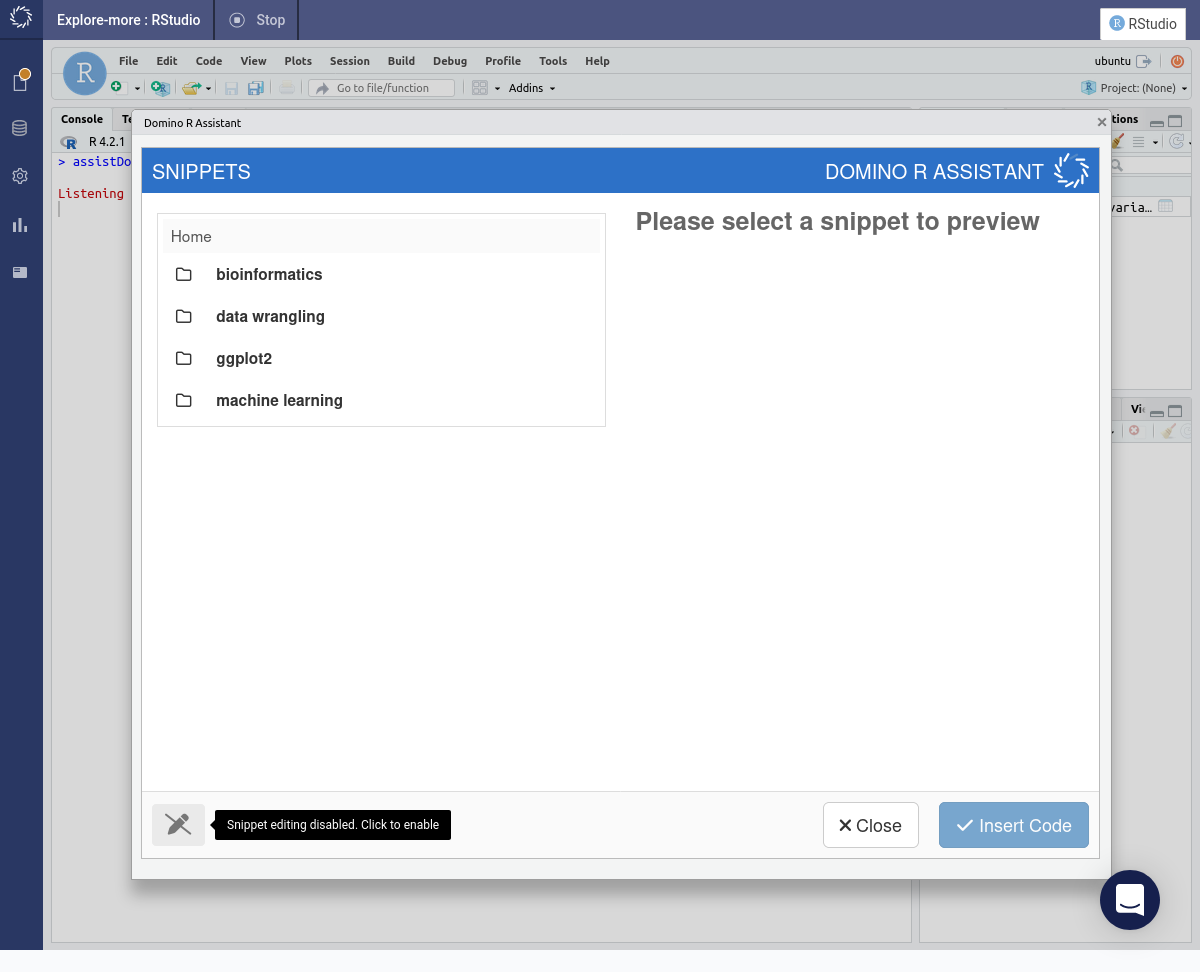 Explore-more : RStudio
Stop
R RStudio
R
File Edit Code View Plots Session Build Debug Profile Tools Help
ubuntu
Go to file/function
Addins
R Project: (None)
Console
R R 4.2.1
> assistDo
Listening
Domino R Assistant
SNIPPETS
DOMINO R ASSISTANT
Home
bioinformatics
data wrangling
ggplot2
machine learning
Please select a snippet to preview
tions
varia…
Snippet editing disabled. Click to enable
Close
Insert Code